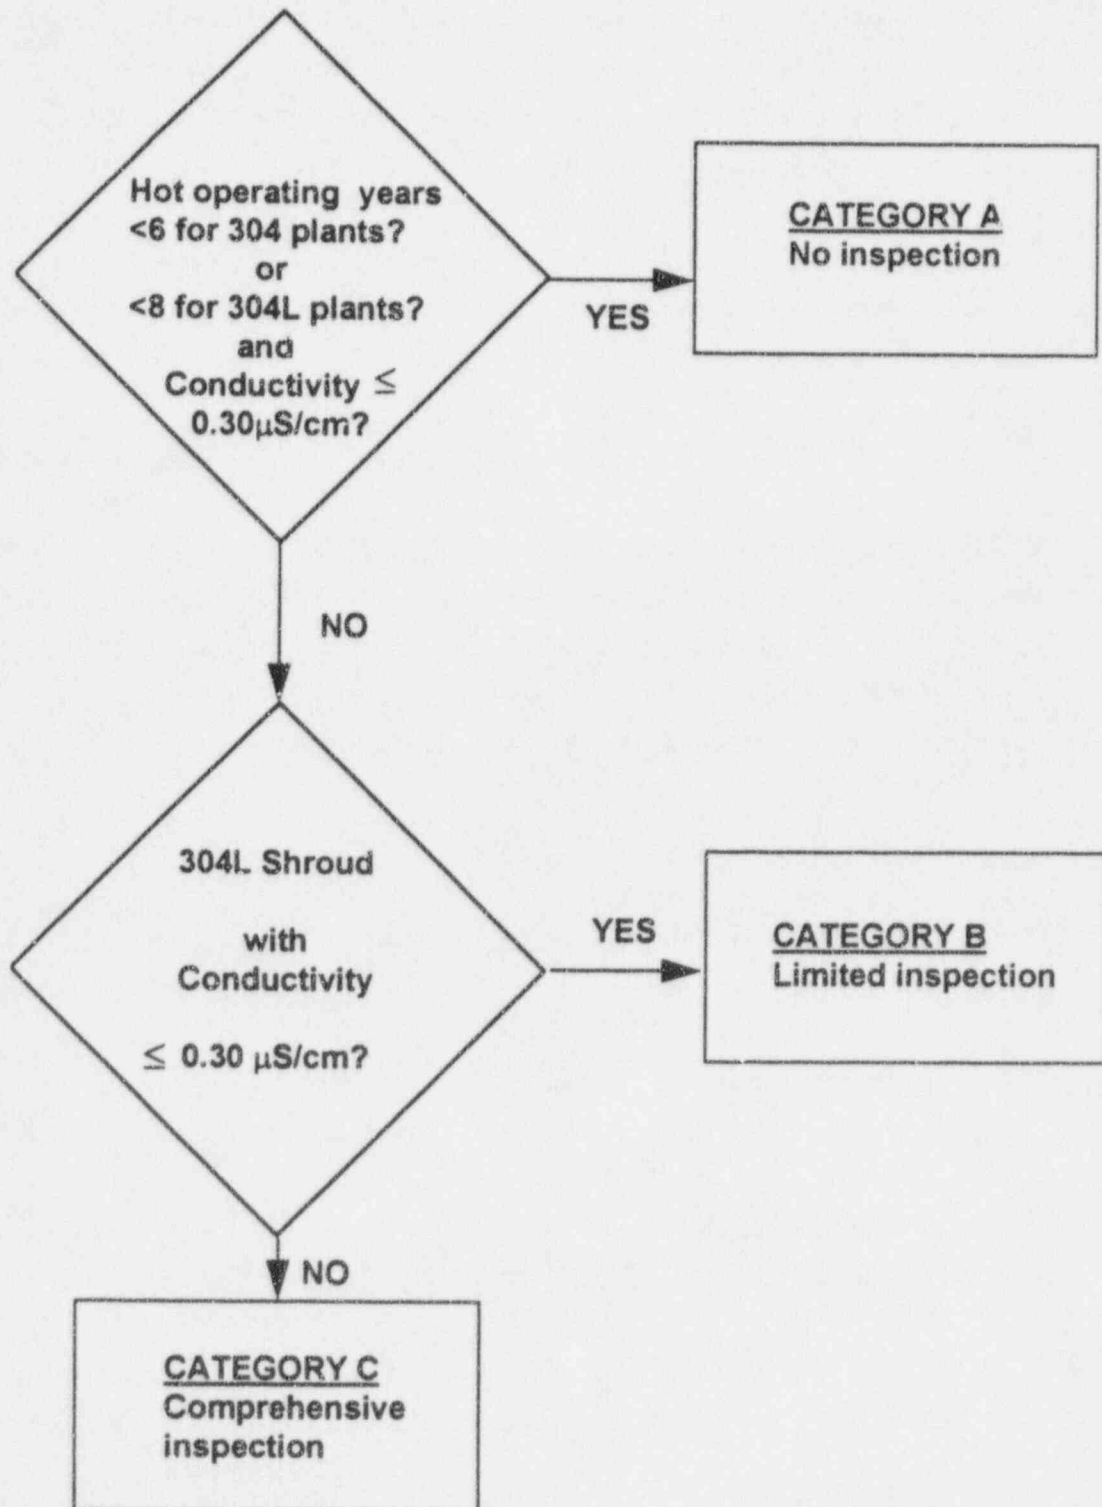 Hot operating years
<6 for 304 plants?
or
<8 for 304L plants?
and
Conductivity ≤
0.30μS/cm?
YES
CATEGORY A
No inspection
NO
304L Shroud
with
Conductivity
≤ 0.30 μS/cm?
YES
CATEGORY B
Limited inspection
NO
CATEGORY C
Comprehensive
inspection